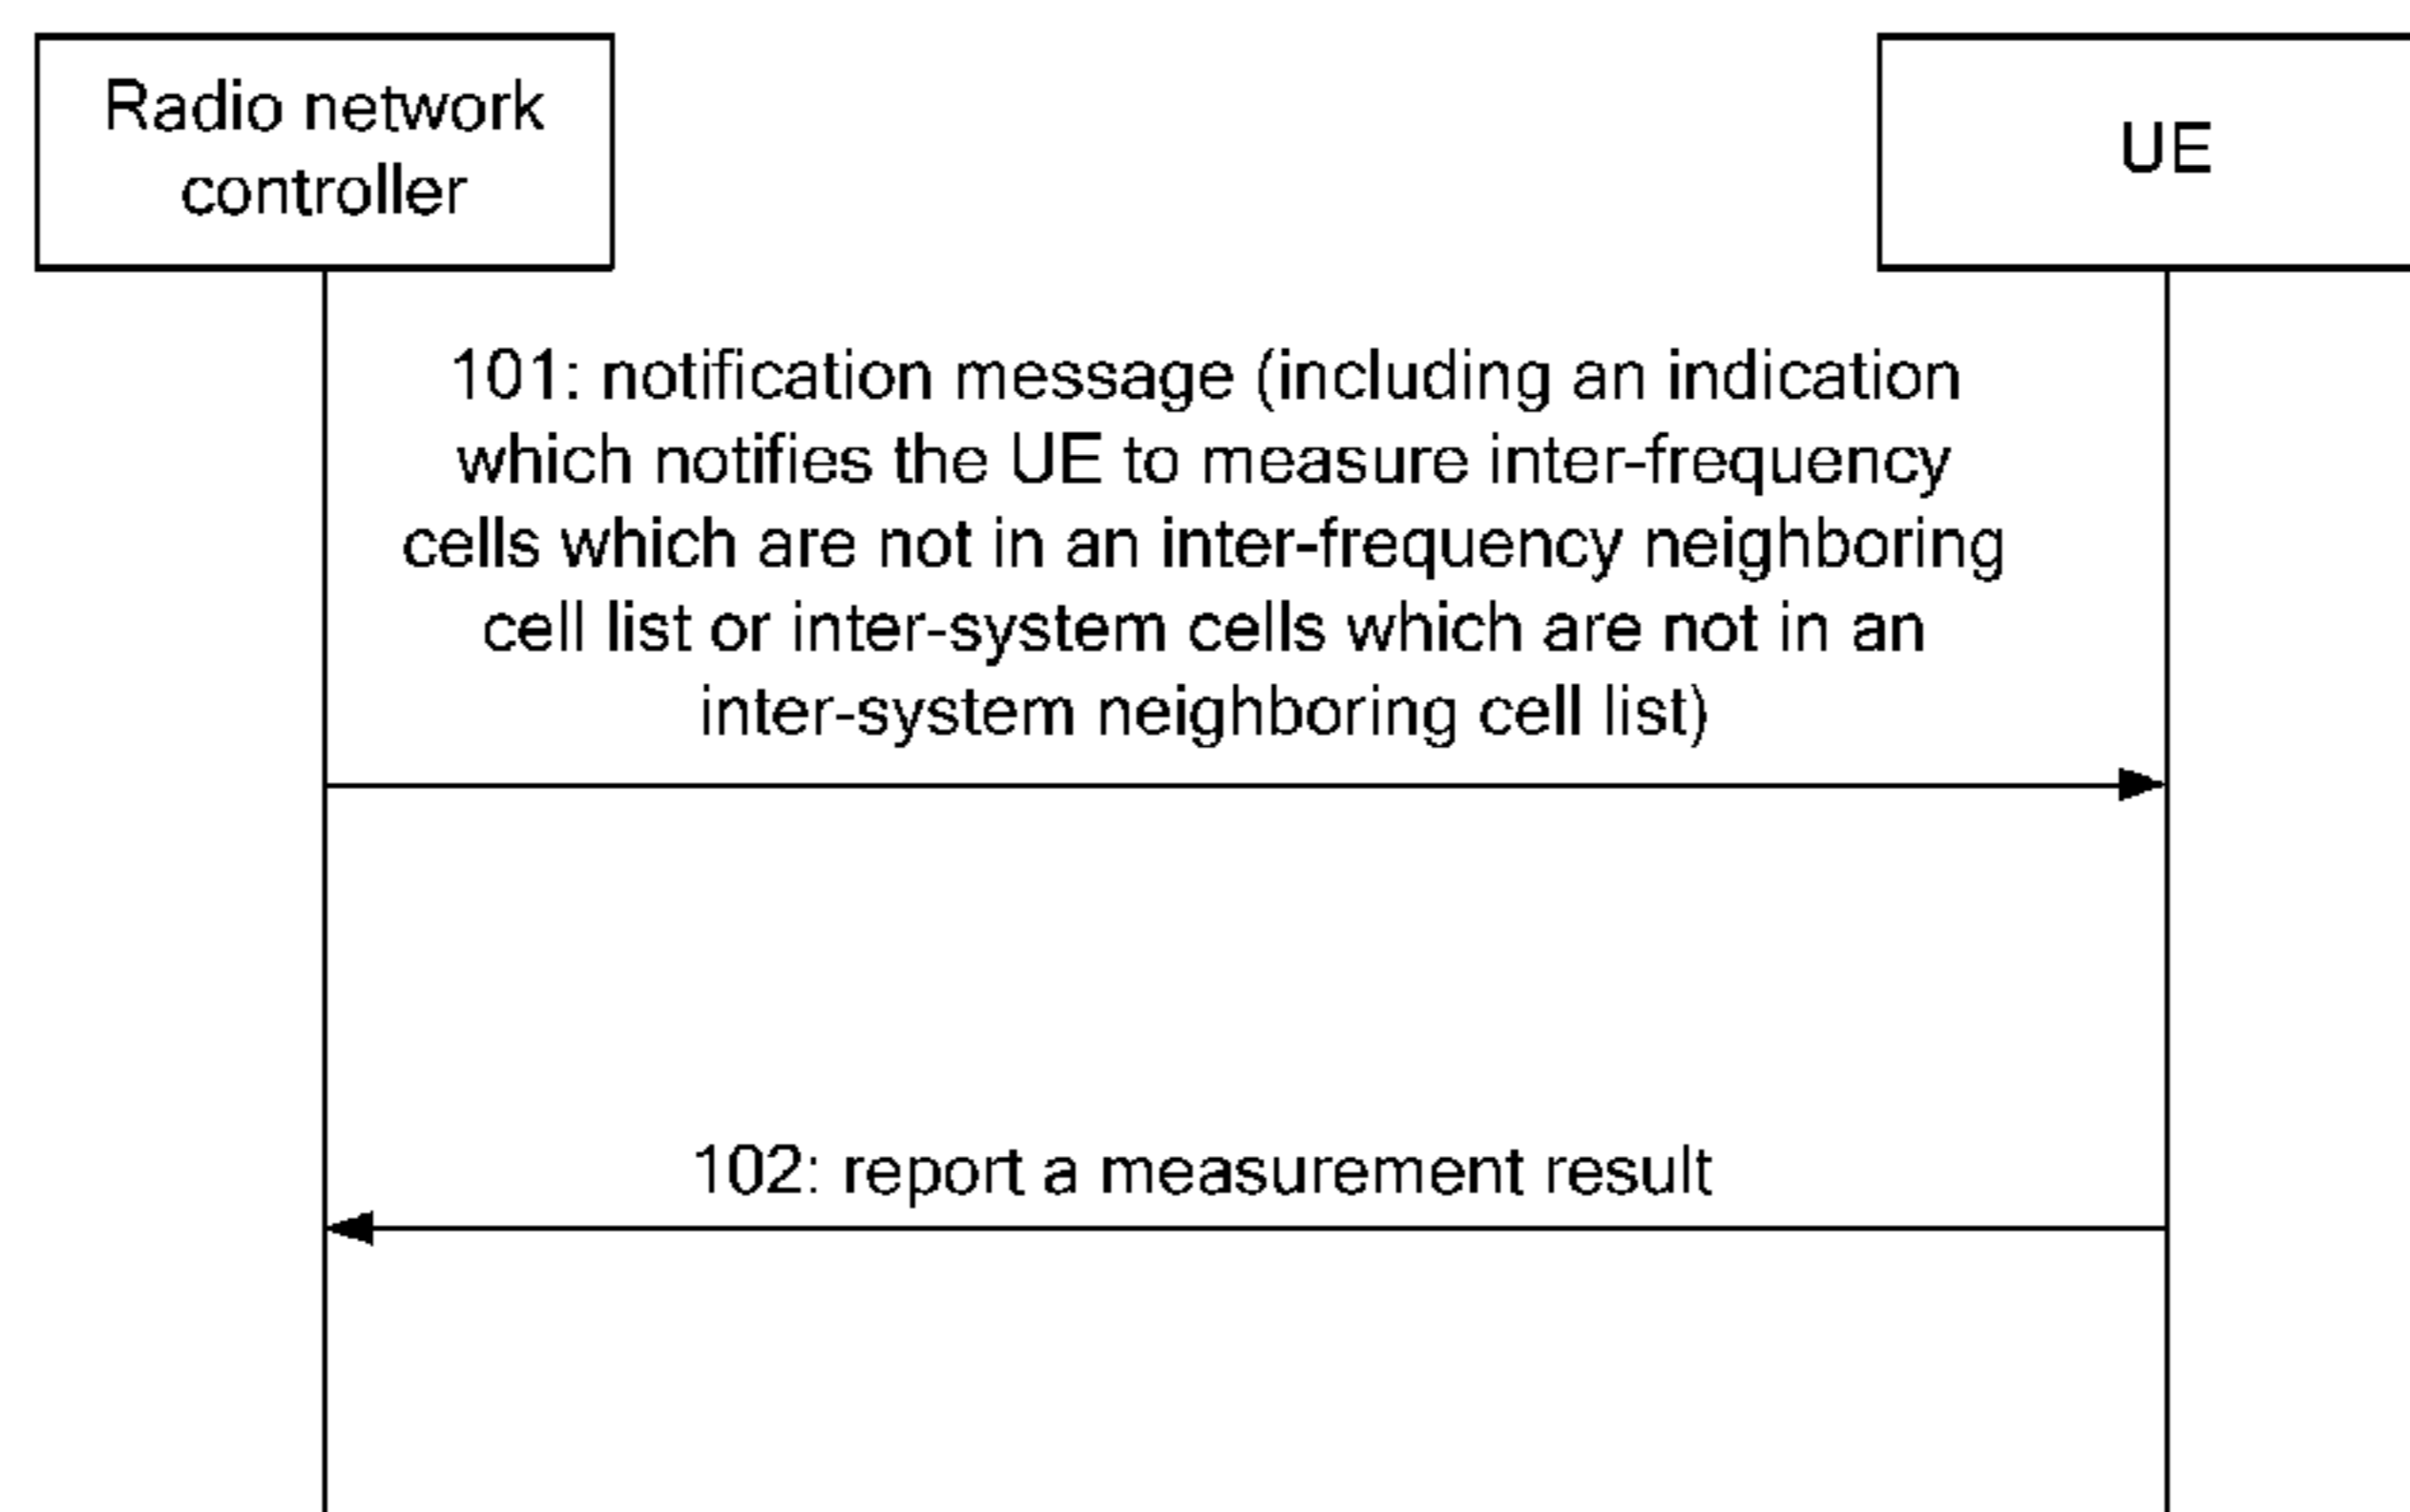 Radio network
controller
UE
101: notification message (including an indication
which notifies the UE to measure inter-frequency
cells which are not in an inter-frequency neighboring
cell list or inter-system cells which are not in an
inter-system neighboring cell list)
102: report a measurement result